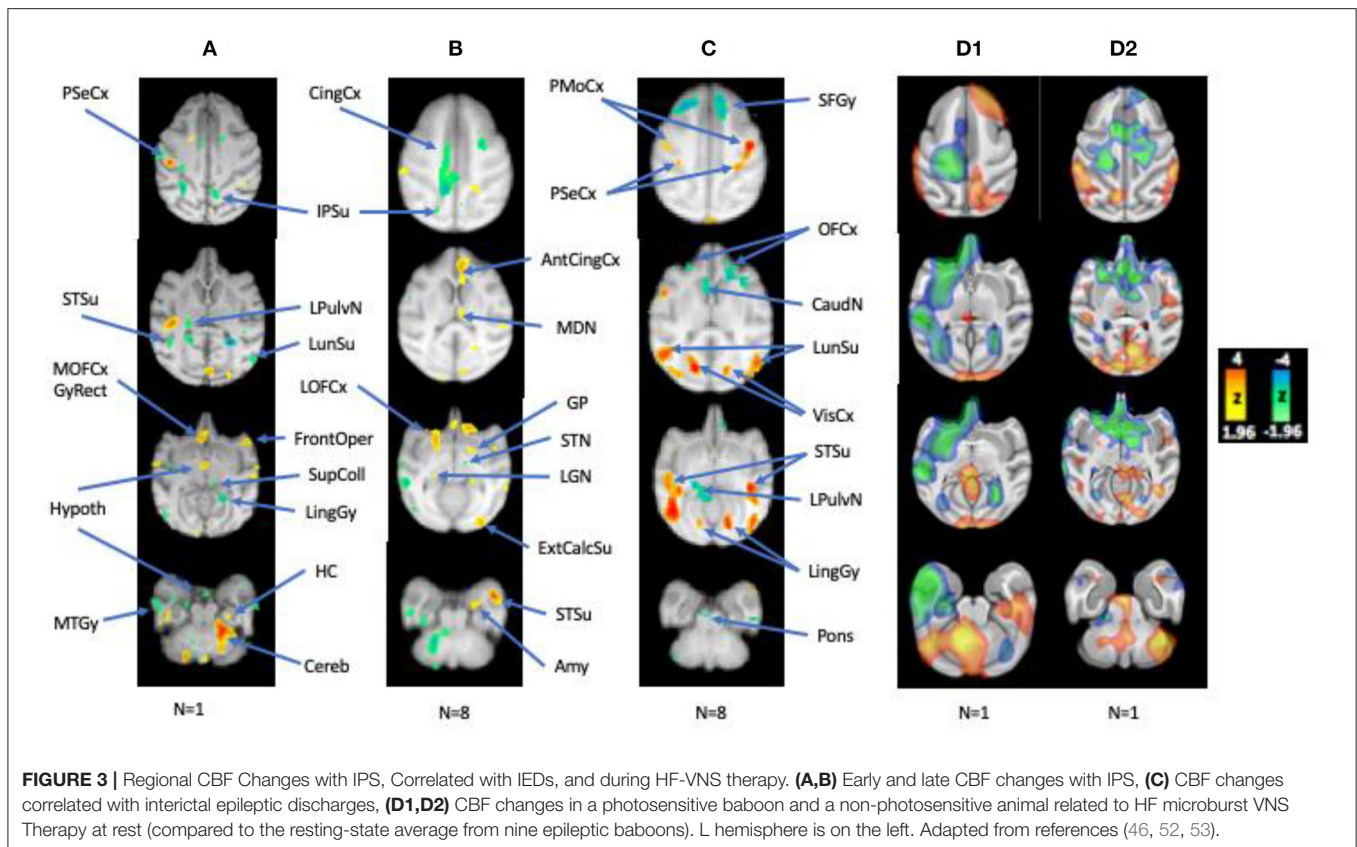 A B C D1 D2
PSeCx CingCx PMoCx SFGy
PSeCx
IPSu
OFCx
AntCingCx
STSu LPulvN CaudN
MDN
LunSu LunSu
MOFCx
GyRect LOFCx
GP VisCx
FrontOper STN STSu
SupColl LGN
LPulvN
Hypoth LingGy
ExtCalcSu
HC LingGy
MTGy STSu
Pons
Cereb Amy
N=1 N=8 N=8 N=1 N=1
4 -4
z z
1.96 -1.96
FIGURE 3 | Regional CBF Changes with IPS, Correlated with IEDs, and during HF-VNS therapy. (A,B) Early and late CBF changes with IPS, (C) CBF changes
correlated with interictal epileptic discharges, (D1,D2) CBF changes in a photosensitive baboon and a non-photosensitive animal related to HF microburst VNS
Therapy at rest (compared to the resting-state average from nine epileptic baboons). L hemisphere is on the left. Adapted from references (46, 52, 53).